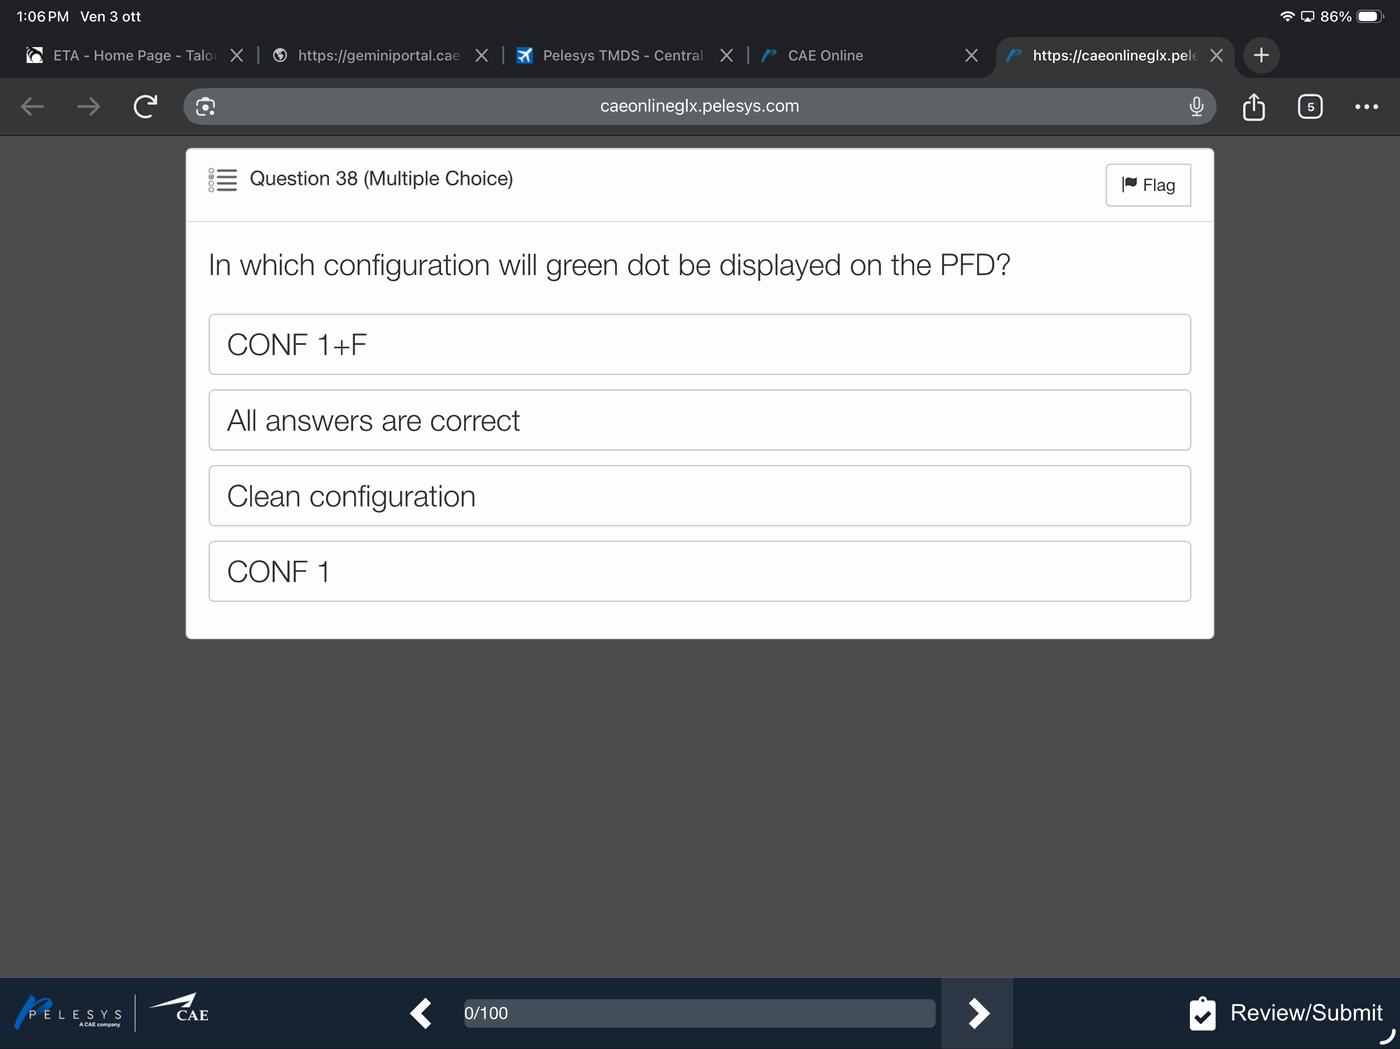 1:06 PM Ven 3 ott
86%
ETA - Home Page - Talo
https://geminiportal.cae
Pelesys TMDS - Central
CAE Online
https://caeonlineglx.pele
caeonlineglx.pelesys.com
5
Question 38 (Multiple Choice)
Flag
In which configuration will green dot be displayed on the PFD?
CONF 1+F
All answers are correct
Clean configuration
CONF 1
PELESYS
A CAE company
CAE
0/100
Review/Submit